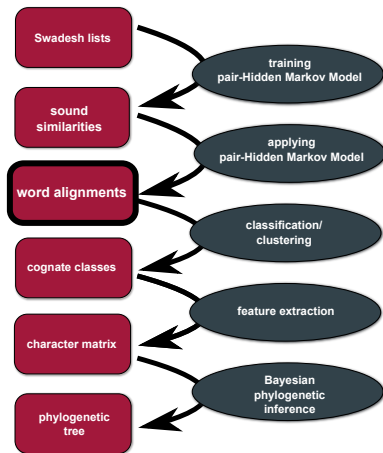 Swadesh lists
training
pair-Hidden Markov Model
sound
similarities
applying
pair-Hidden Markov Model
word alignments
classification/
clustering
cognate classes
feature extraction
character matrix
Bayesian
phylogenetic
inference
phylogenetic
tree